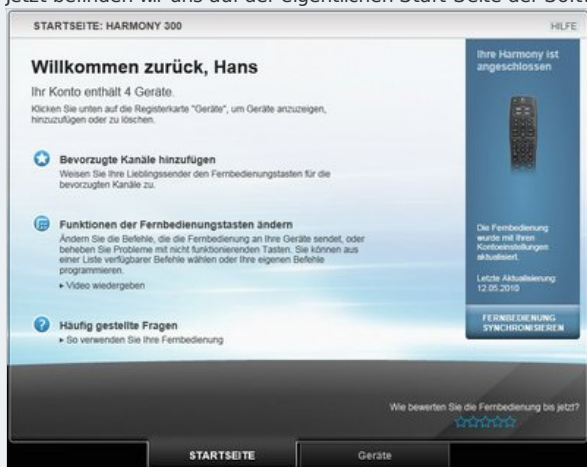 jetzt befinden wir uns auf der eigentlichen Start-Seite der Soft
STARTSEITE: HARMONY 300
HILFE
Willkommen zurück, Hans
Ihr Konto enthält 4 Geräte.
Klicken Sie unten auf die Registerkarte "Geräte", um Geräte anzuzeigen,
hinzuzufügen oder zu löschen.
Bevorzugte Kanäle hinzufügen
Weisen Sie Ihre Lieblingssender den Fernbedienungstasten für die
bevorzugten Kanäle zu.
Funktionen der Fernbedienungstasten ändern
Ändern Sie die Befehle, die die Fernbedienung an Ihre Geräte sendet, oder
beheben Sie Probleme mit nicht funktionierenden Tasten. Sie können aus
einer Liste verfügbarer Befehle wählen oder Ihre eigenen Befehle
programmieren.
▸ Video wiedergeben
Häufig gestellte Fragen
▸ So verwenden Sie Ihre Fernbedienung
Ihre Harmony ist
angeschlossen
Die Fernbedienung
wurde mit Ihren
Kontoeinstellungen
aktualisiert.
Letzte Aktualisierung:
12.05.2010
FERNBEDIENUNG
SYNCHRONISIEREN
Wie bewerten Sie die Fernbedienung bis jetzt?
STARTSEITE
Geräte